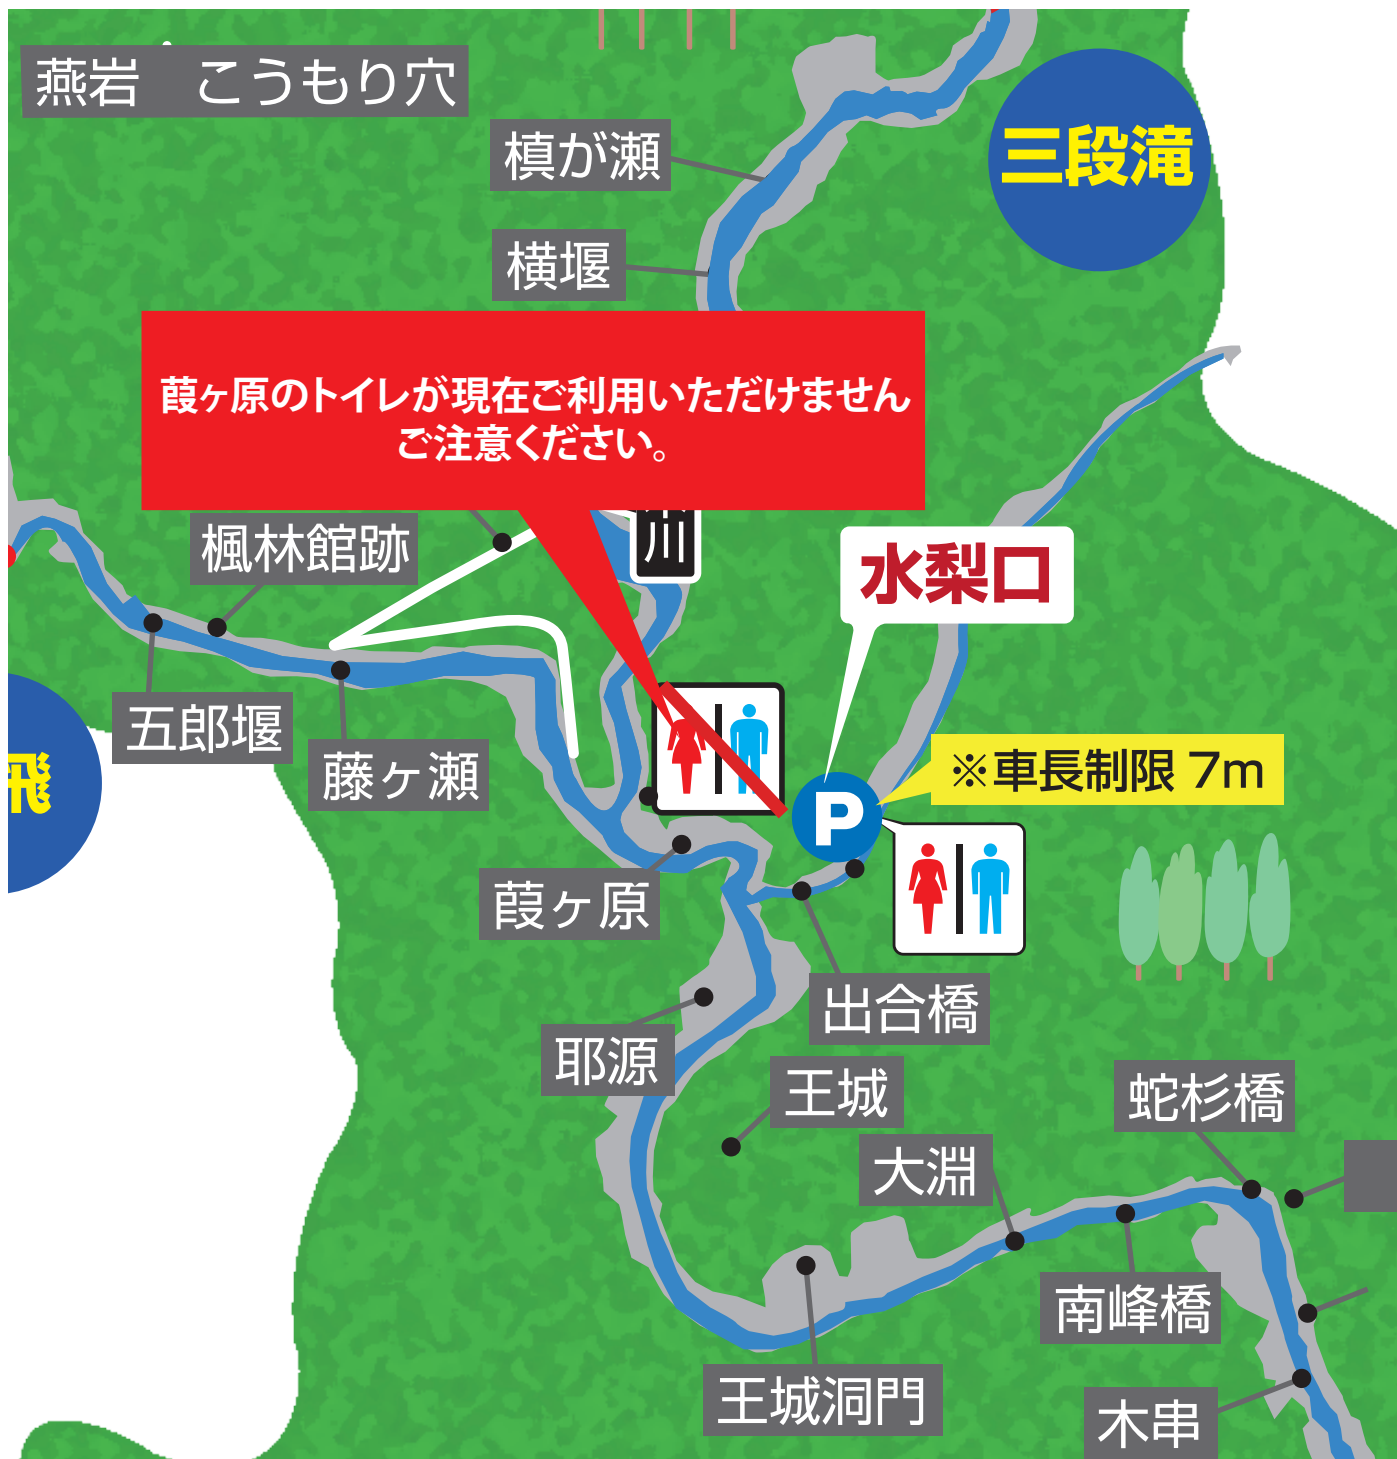 燕岩　こうもり穴
槙が瀬
三段滝
横堰
葭ヶ原のトイレが現在ご利用いただけません
ご注意ください。
川
楓林館跡
水梨口
五郎堰
藤ヶ瀬
飛
※車長制限 7m
P
葭ヶ原
出合橋
耶源
王城
蛇杉橋
大淵
南峰橋
王城洞門
木串